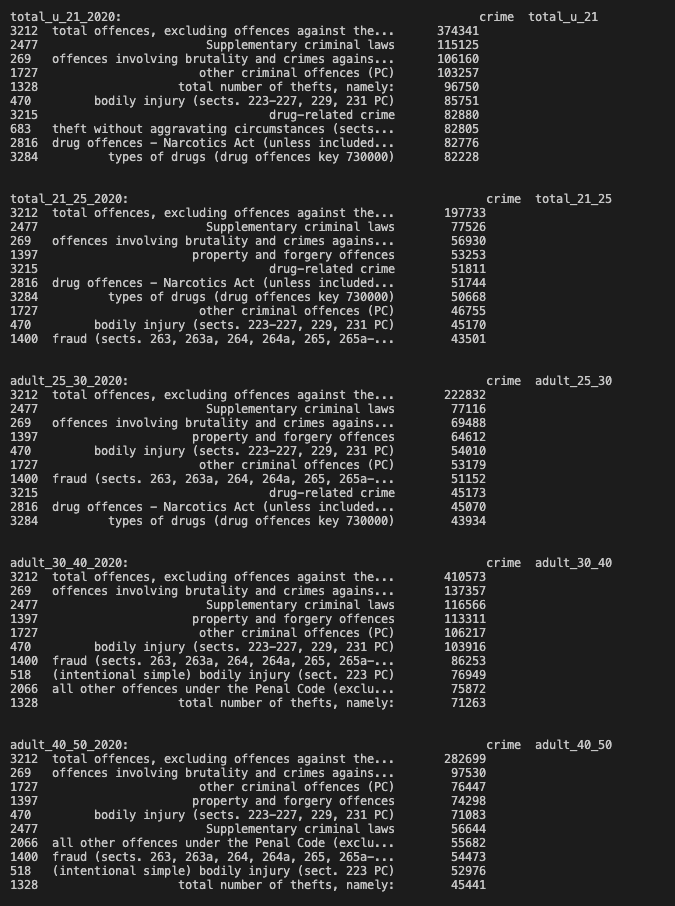 total_u_21_2020: crime total_u_21
3212 total offences, excluding offences against the... 374341
2477 Supplementary criminal laws 115125
269 offences involving brutality and crimes agains... 106160
1727 other criminal offences (PC) 103257
1328 total number of thefts, namely: 96750
470 bodily injury (sects. 223-227, 229, 231 PC) 85751
3215 drug-related crime 82880
683 theft without aggravating circumstances (sects... 82805
2816 drug offences - Narcotics Act (unless included... 82776
3284 types of drugs (drug offences key 730000) 82228
total_21_25_2020: crime total_21_25
3212 total offences, excluding offences against the... 197733
2477 Supplementary criminal laws 77526
269 offences involving brutality and crimes agains... 56930
1397 property and forgery offences 53253
3215 drug-related crime 51811
2816 drug offences - Narcotics Act (unless included... 51744
3284 types of drugs (drug offences key 730000) 50668
1727 other criminal offences (PC) 46755
470 bodily injury (sects. 223-227, 229, 231 PC) 45170
1400 fraud (sects. 263, 263a, 264, 264a, 265, 265a-... 43501
adult_25_30_2020: crime adult_25_30
3212 total offences, excluding offences against the... 222832
2477 Supplementary criminal laws 77116
269 offences involving brutality and crimes agains... 69488
1397 property and forgery offences 64612
470 bodily injury (sects. 223-227, 229, 231 PC) 54010
1727 other criminal offences (PC) 53179
1400 fraud (sects. 263, 263a, 264, 264a, 265, 265a-... 51152
3215 drug-related crime 45173
2816 drug offences - Narcotics Act (unless included... 45070
3284 types of drugs (drug offences key 730000) 43934
adult_30_40_2020: crime adult_30_40
3212 total offences, excluding offences against the... 410573
269 offences involving brutality and crimes agains... 137357
2477 Supplementary criminal laws 116566
1397 property and forgery offences 113311
1727 other criminal offences (PC) 106217
470 bodily injury (sects. 223-227, 229, 231 PC) 103916
1400 fraud (sects. 263, 263a, 264, 264a, 265, 265a-... 86253
518 (intentional simple) bodily injury (sect. 223 PC) 76949
2066 all other offences under the Penal Code (exclu... 75872
1328 total number of thefts, namely: 71263
adult_40_50_2020: crime adult_40_50
3212 total offences, excluding offences against the... 282699
269 offences involving brutality and crimes agains... 97530
1727 other criminal offences (PC) 76447
1397 property and forgery offences 74298
470 bodily injury (sects. 223-227, 229, 231 PC) 71083
2477 Supplementary criminal laws 56644
2066 all other offences under the Penal Code (exclu... 55682
1400 fraud (sects. 263, 263a, 264, 264a, 265, 265a-... 54473
518 (intentional simple) bodily injury (sect. 223 PC) 52976
1328 total number of thefts, namely: 45441